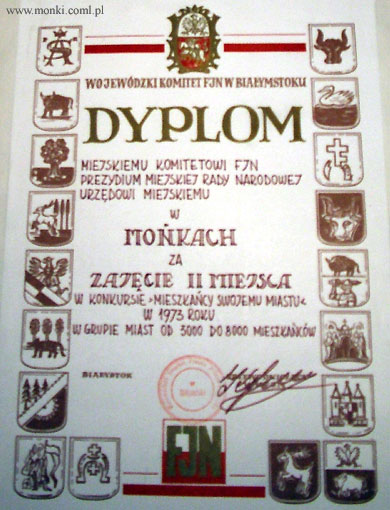 www.monki.coml.pl
WOJEWÓDZKI KOMITET FJN W BIAŁYMSTOKU
DYPLOM
MIEJSKIEMU KOMITETOWI FJN
PREZYDIUM MIEJSKIEJ RADY NARODOWEJ
URZĘDOWI MIEJSKIEMU
W
MOŃKACH
ZA
ZAJĘCIE II MIEJSCA
W KONKURSIE »MIESZKAŃCY SWOJEMU MIASTU«
W 1973 ROKU
W GRUPIE MIAST OD 3000 DO 8000 MIESZKAŃCÓW
BIAŁYSTOK
FJN